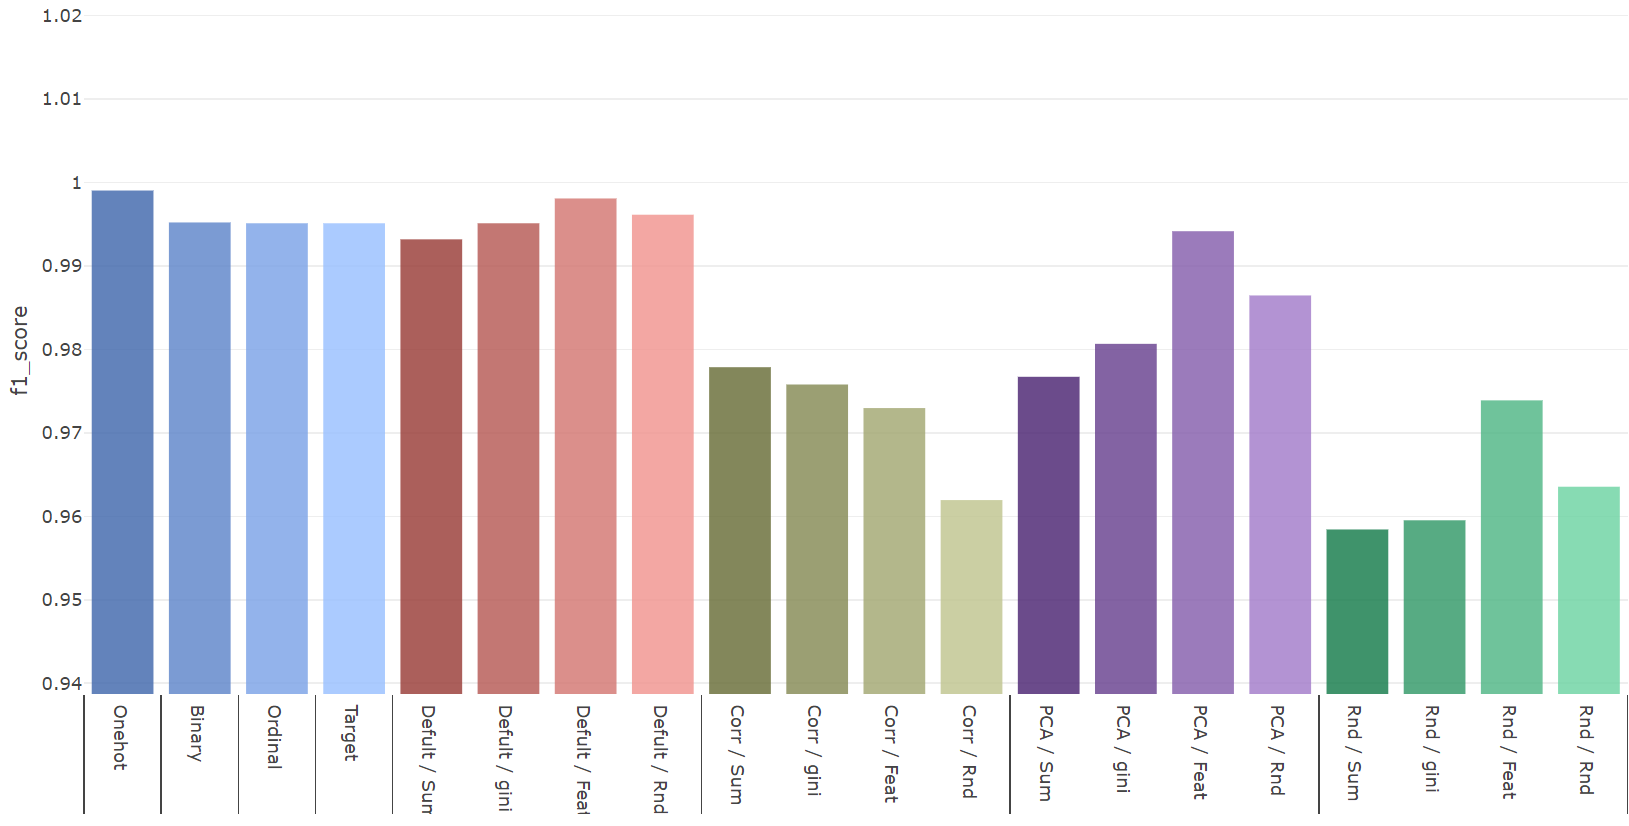 1.02
1.01
1
0.99
0.98
0.97
0.96
0.95
0.94
f1_score
Onehot
Binary
Ordinal
Target
Defult / Sum
Defult / gini
Defult / Feat
Defult / Rnd
Corr / Sum
Corr / gini
Corr / Feat
Corr / Rnd
PCA / Sum
PCA / gini
PCA / Feat
PCA / Rnd
Rnd / Sum
Rnd / gini
Rnd / Feat
Rnd / Rnd